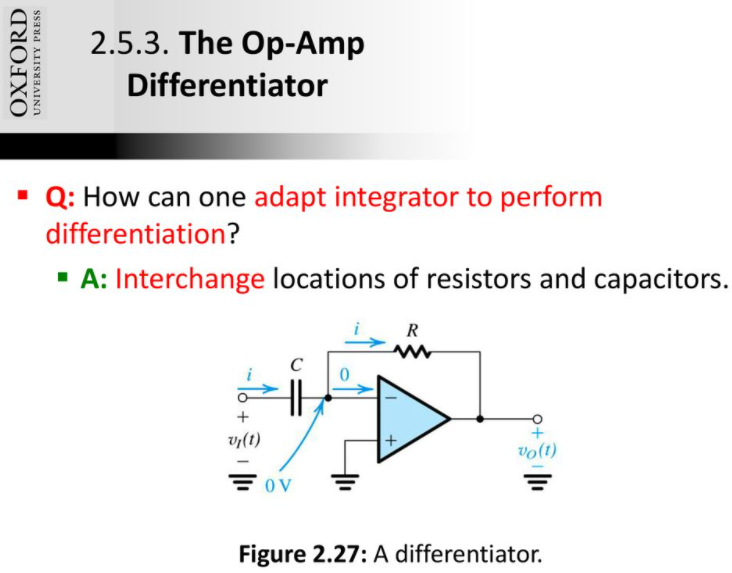 OXFORD
UNIVERSITY PRESS
2.5.3. The Op-Amp
Differentiator
Q: How can one adapt integrator to perform
differentiation?
A: Interchange locations of resistors and capacitors.
i
R
C
i
0
−
+
+
v_I(t)
−
0 V
+
v_O(t)
−
Figure 2.27: A differentiator.